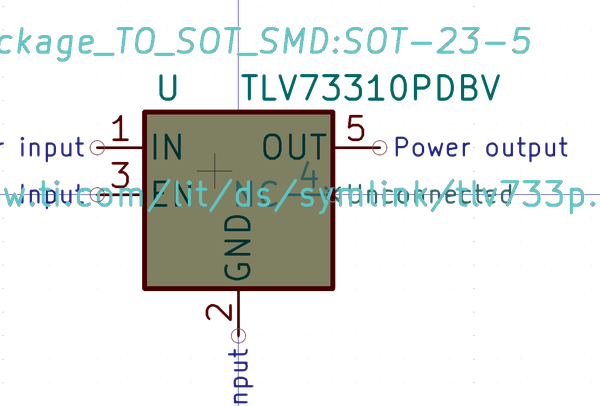 ckage_TO_SOT_SMD:SOT-23-5
U TLV73310PDBV
1 IN OUT 5 Power output
r input
3 EN NC 4 Unconnected
Input
w.ti.com/lit/ds/symlink/tlv733p.
GND
2
nput